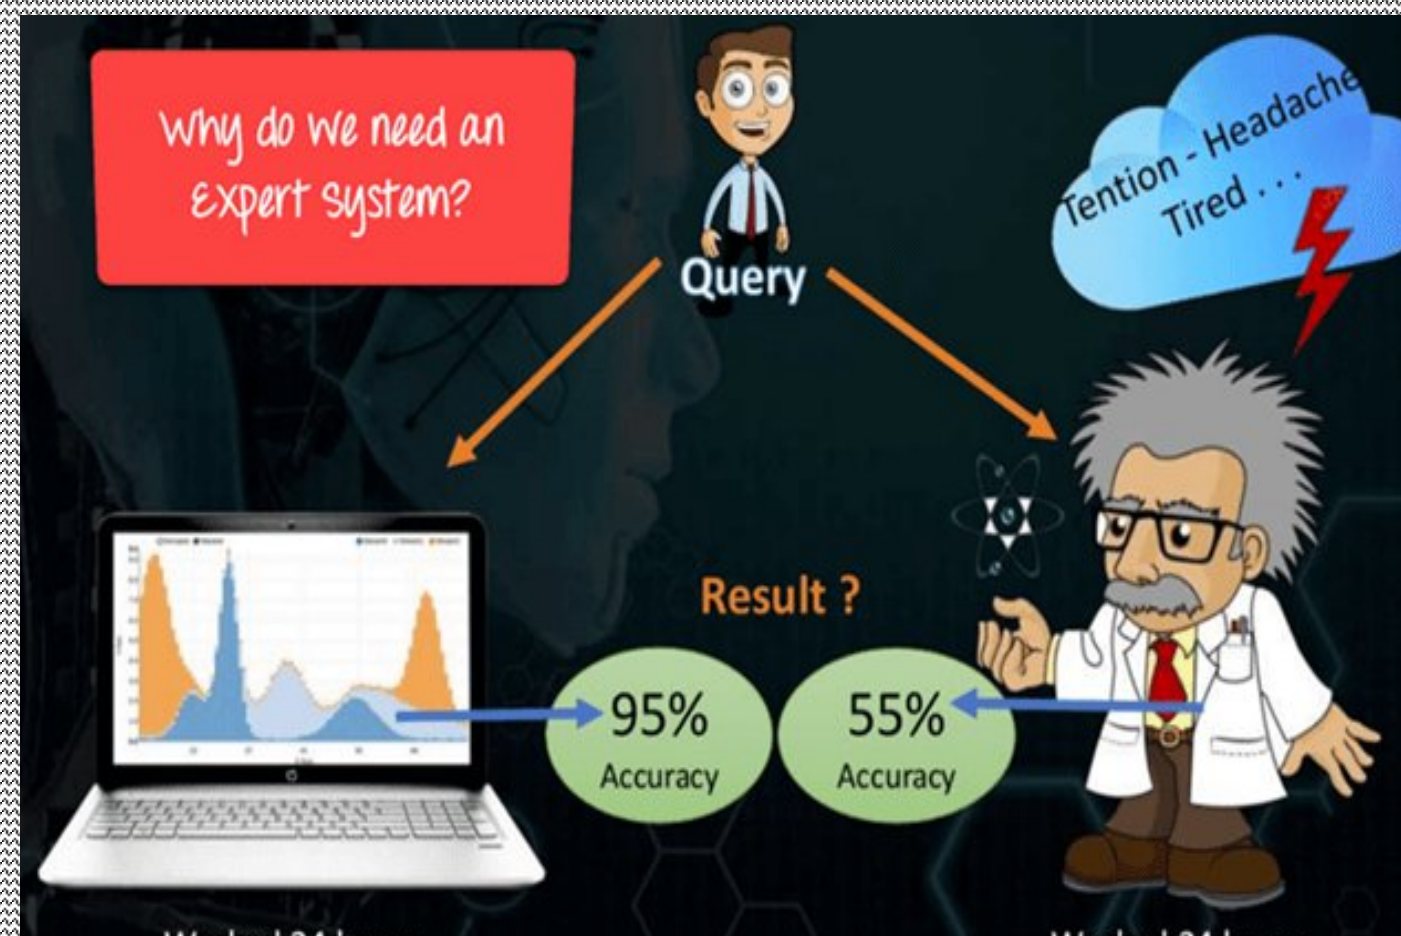 Why do we need an
Expert System?
Tention - Headache
Tired . . .
Query
Result ?
95%
Accuracy
55%
Accuracy